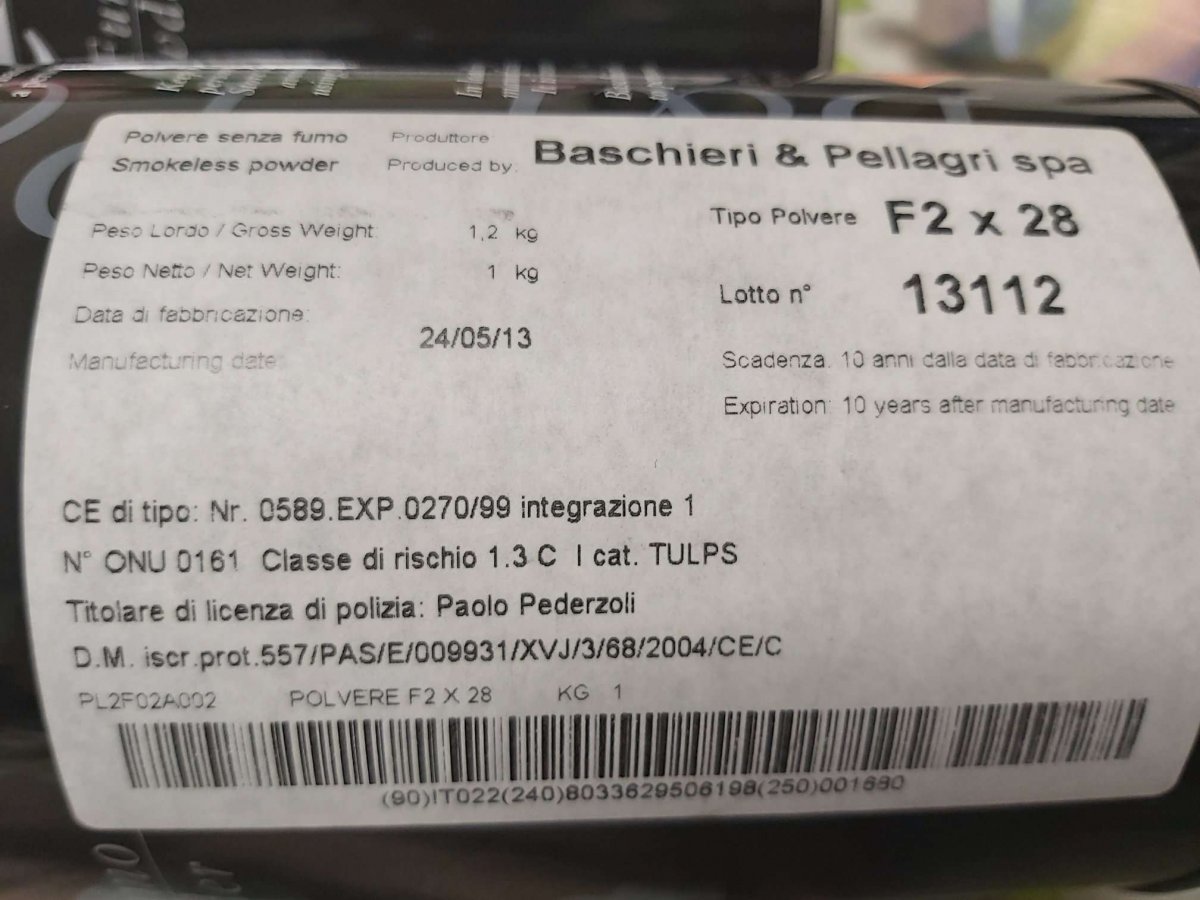 Polvere senza fumo Produttore
Smokeless powder Produced by: Baschieri & Pellagri spa
Peso Lordo / Gross Weight: 1,2 kg
Tipo Polvere F2 x 28
Peso Netto / Net Weight: 1 kg
Lotto n° 13112
Data di fabbricazione:
24/05/13
Manufacturing date:
Scadenza: 10 anni dalla data di fabbricazione
Expiration: 10 years after manufacturing date
CE di tipo: Nr. 0589.EXP.0270/99 integrazione 1
N° ONU 0161 Classe di rischio 1.3 C I cat. TULPS
Titolare di licenza di polizia: Paolo Pederzoli
D.M. iscr.prot.557/PAS/E/009931/XVJ/3/68/2004/CE/C
PL2F02A002 POLVERE F2 X 28 KG 1
(90)IT022(240)8033629506198(250)001680